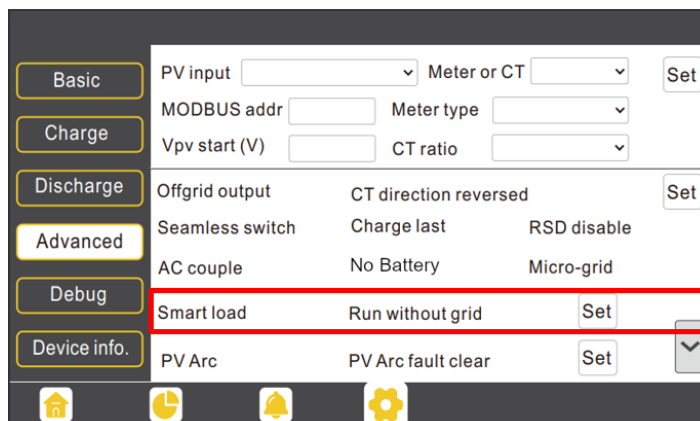 Basic
Charge
Discharge
Advanced
Debug
Device info.
PV input Meter or CT Set
MODBUS addr Meter type
Vpv start (V) CT ratio
Offgrid output CT direction reversed Set
Seamless switch Charge last RSD disable
AC couple No Battery Micro-grid
Smart load Run without grid Set
PV Arc PV Arc fault clear Set